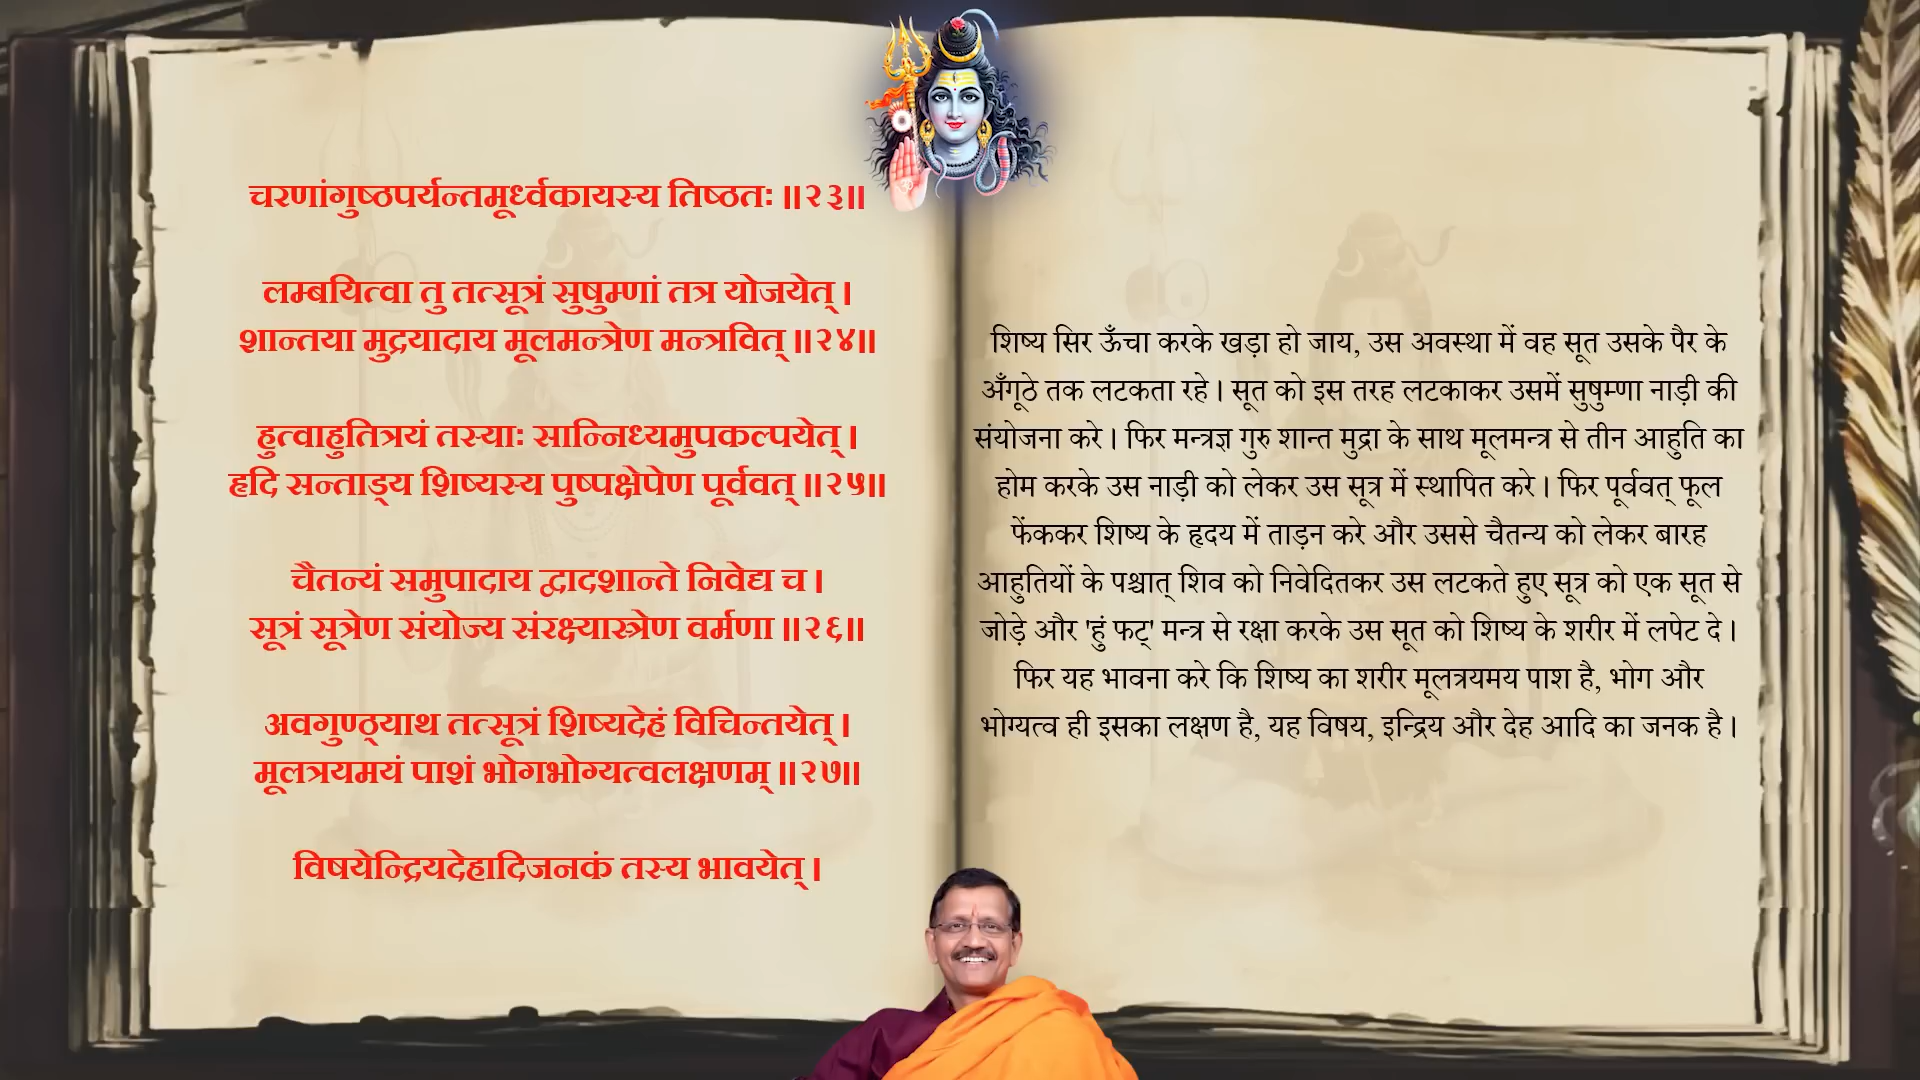 चरणांगुष्ठपर्यन्तमूर्ध्वकायस्य तिष्ठतः ॥२३॥
लम्बयित्वा तु तत्सूत्रं सुषुम्णां तत्र योजयेत् ।
शान्तया मुद्रयादाय मूलमन्त्रेण मन्त्रवित् ॥२४॥
हुत्वाहुतित्रयं तस्याः सान्निध्यमुपकल्पयेत् ।
हृदि सन्ताड्य शिष्यस्य पुष्पक्षेपेण पूर्ववत् ॥२५॥
चैतन्यं समुपादाय द्वादशान्ते निवेद्य च ।
सूत्रं सूत्रेण संयोज्य संरक्ष्यास्त्रेण वर्मणा ॥२६॥
अवगुण्ठ्याथ तत्सूत्रं शिष्यदेहं विचिन्तयेत् ।
मूलत्रयमयं पाशं भोगभोग्यत्वलक्षणम् ॥२७॥
विषयेन्द्रियदेहादिजनकं तस्य भावयेत् ।
शिष्य सिर ऊँचा करके खड़ा हो जाय, उस अवस्था में वह सूत उसके पैर के
अँगूठे तक लटकता रहे । सूत को इस तरह लटकाकर उसमें सुषुम्णा नाड़ी की
संयोजना करे । फिर मन्त्रज्ञ गुरु शान्त मुद्रा के साथ मूलमन्त्र से तीन आहुति का
होम करके उस नाड़ी को लेकर उस सूत्र में स्थापित करे । फिर पूर्ववत् फूल
फेंककर शिष्य के हृदय में ताड़न करे और उससे चैतन्य को लेकर बारह
आहुतियों के पश्चात् शिव को निवेदितकर उस लटकते हुए सूत्र को एक सूत से
जोड़े और 'हुं फट्' मन्त्र से रक्षा करके उस सूत को शिष्य के शरीर में लपेट दे ।
फिर यह भावना करे कि शिष्य का शरीर मूलत्रयमय पाश है, भोग और
भोग्यत्व ही इसका लक्षण है, यह विषय, इन्द्रिय और देह आदि का जनक है ।